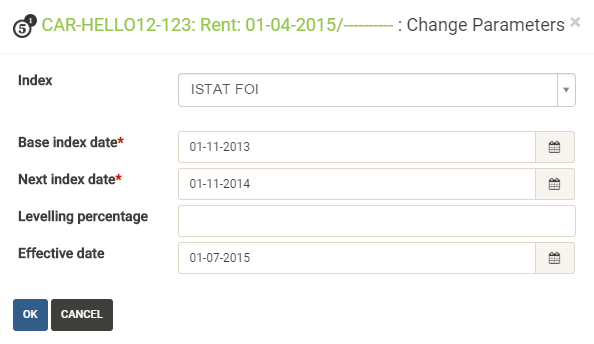 5 1 CAR-HELLO12-123: Rent: 01-04-2015/---------- : Change Parameters ×
Index ISTAT FOI
Base index date* 01-11-2013
Next index date* 01-11-2014
Levelling percentage
Effective date 01-07-2015
OK CANCEL